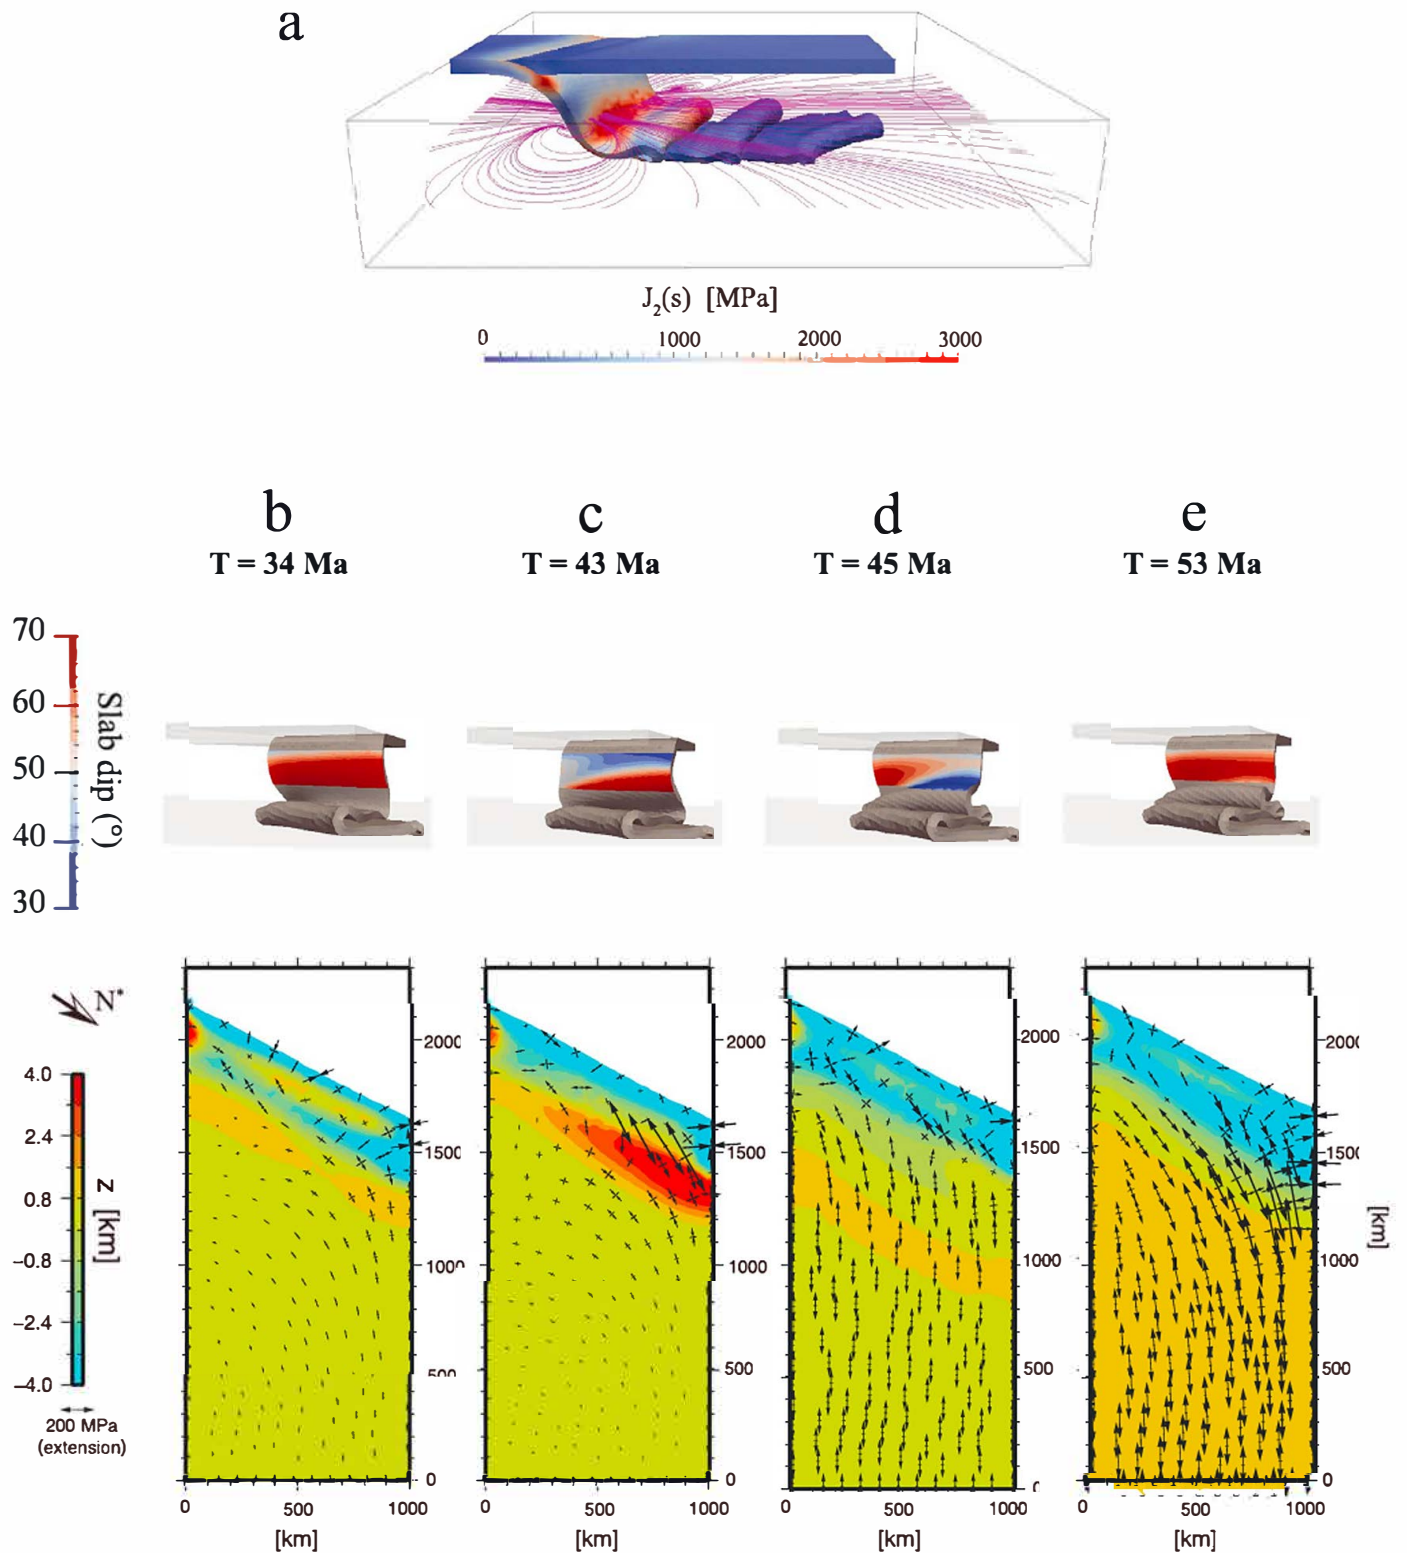 a
J₂(s) [MPa]
0 1000 2000 3000
b c d e
T = 34 Ma T = 43 Ma T = 45 Ma T = 53 Ma
70
60
50
40
30
Slab dip (°)
N*
4.0
2.4
0.8
−0.8
−2.4
−4.0
z [km]
200 MPa
(extension)
2000 2000 2000 200
1500 1500 1500 1500
1000 1000 1000 1000
500 500 500
0 0 0
[km]
0 500 1000 0 500 1000 0 500 1000 0 500 1000
[km] [km] [km] [km]